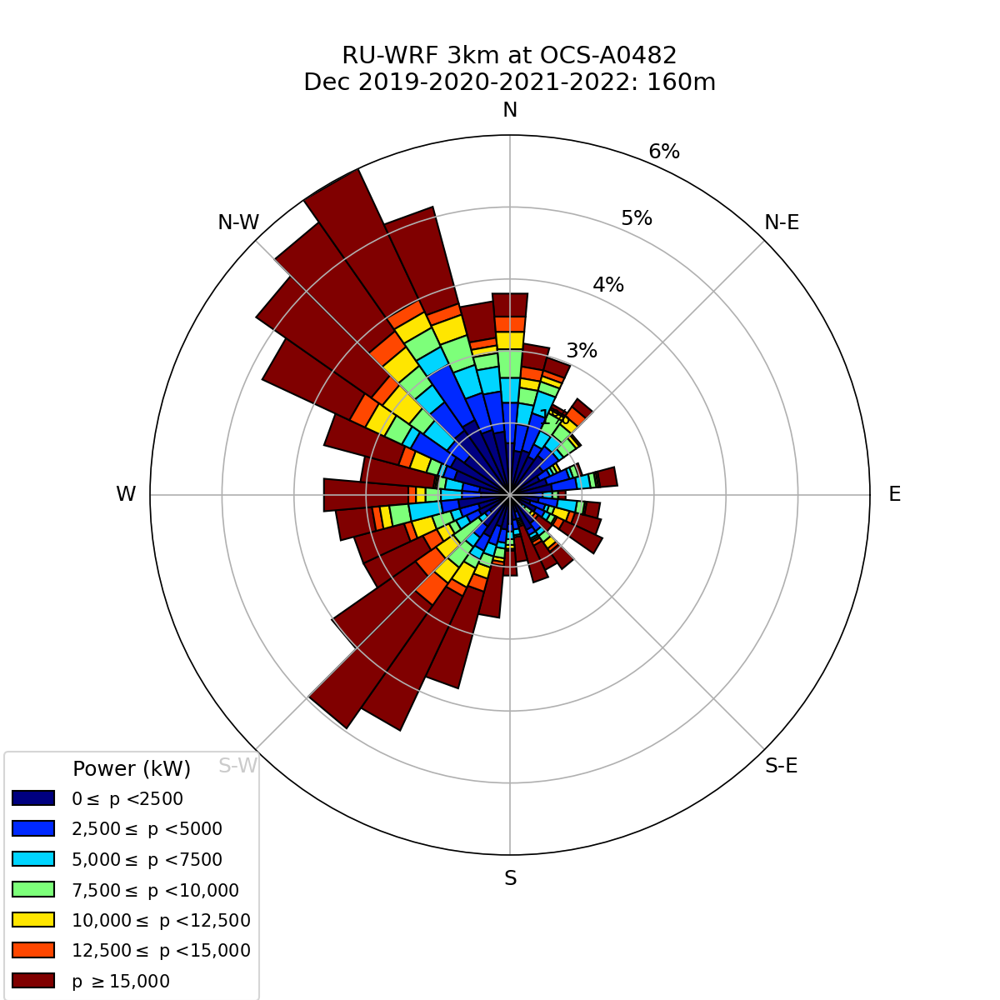 RU-WRF 3km at OCS-A0482
Dec 2019-2020-2021-2022: 160m
N
6%
5%
N-W
N-E
4%
3%
1%
W
E
S-W
S-E
S
Power (kW)
0≤ p <2500
2,500≤ p <5000
5,000≤ p <7500
7,500≤ p <10,000
10,000≤ p <12,500
12,500≤ p <15,000
p ≥15,000